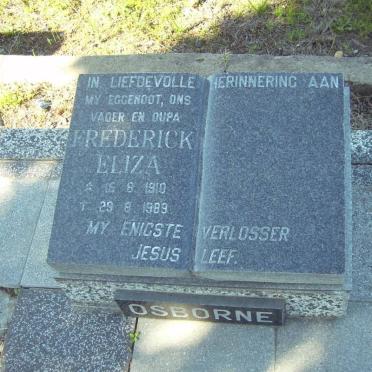 IN LIEFDEVOLLE HERINNERING AAN
MY EGGENOOT, ONS
VADER EN OUPA
FREDERICK
ELIZA
* 15 8 1910
† 29 8 1989
MY ENIGSTE VERLOSSER
JESUS LEEF.
OSBORNE